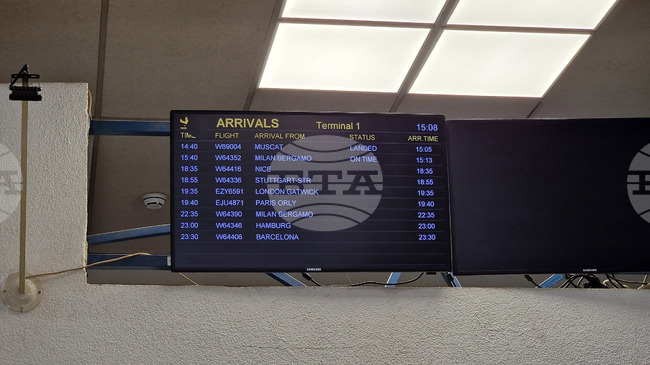 ARRIVALS Terminal 1 15:08
TIME FLIGHT ARRIVAL FROM STATUS ARR.TIME
14:40 W69004 MUSCAT LANDED 15:05
15:40 W64352 MILAN BERGAMO ON TIME 15:13
18:35 W64416 NICE 18:35
18:55 W64336 STUTTGART-STR 18:55
19:35 EZY6591 LONDON GATWICK 19:35
19:40 EJU4871 PARIS ORLY 19:40
22:35 W64390 MILAN BERGAMO 22:35
23:00 W64346 HAMBURG 23:00
23:30 W64406 BARCELONA 23:30
SAMSUNG
SAMSUNG
BTA